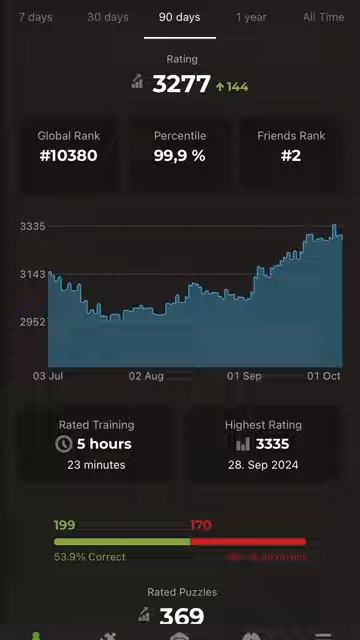 7 days 30 days 90 days 1 year All Time
Rating
3277 144
Global Rank Percentile Friends Rank
#10380 99,9 % #2
3335
3143
2952
03 Jul 02 Aug 01 Sep 01 Oct
Rated Training Highest Rating
5 hours 3335
23 minutes 28. Sep 2024
199 170
53.9% Correct Incorrect
Rated Puzzles
369